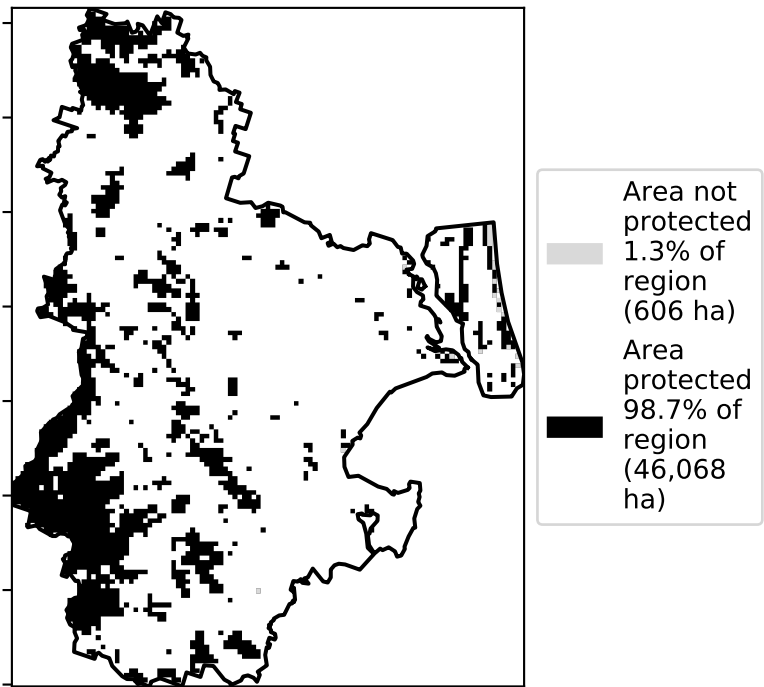 Area not
protected
1.3% of
region
(606 ha)
Area
protected
98.7% of
region
(46,068
ha)